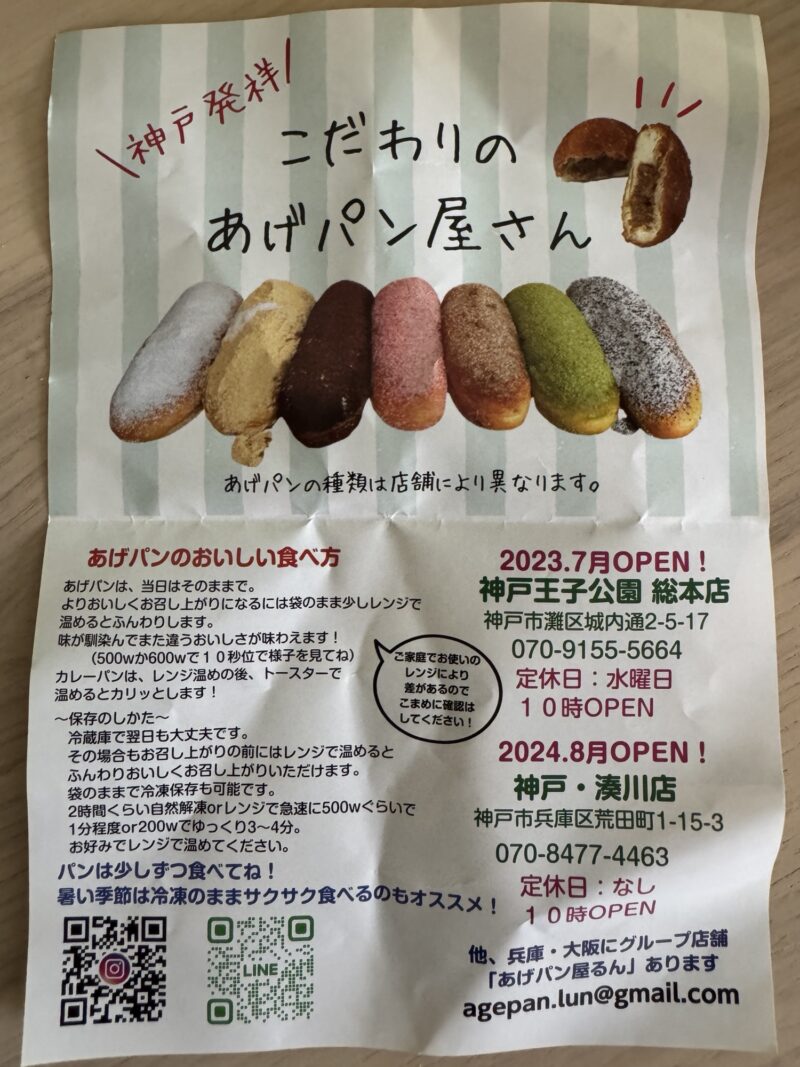 神戸発祥
こだわりの
あげパン屋さん
あげパンの種類は店舗により異なります。
あげパンのおいしい食べ方
あげパンは、当日はそのままで。
よりおいしくお召し上がりになるには袋のまま少しレンジで
温めるとふんわりします。
味が馴染んでまた違うおいしさが味わえます！
（500wか600wで１０秒位で様子を見てね）
カレーパンは、レンジ温めの後、トースターで
温めるとカリッとします！
ご家庭でお使いの
レンジにより
差があるので
こまめに確認は
してください！
～保存のしかた～
冷蔵庫で翌日も大丈夫です。
その場合もお召し上がりの前にはレンジで温めると
ふんわりおいしくお召し上がりいただけます。
袋のままで冷凍保存も可能です。
2時間くらい自然解凍orレンジで急速に500wぐらいで
1分程度or200wでゆっくり3～4分。
お好みでレンジで温めてください。
パンは少しずつ食べてね！
暑い季節は冷凍のままサクサク食べるのもオススメ！
LINE
2023.7月OPEN！
神戸王子公園 総本店
神戸市灘区城内通2-5-17
070-9155-5664
定休日：水曜日
１０時OPEN
2024.8月OPEN！
神戸・湊川店
神戸市兵庫区荒田町1-15-3
070-8477-4463
定休日：なし
１０時OPEN
他、兵庫・大阪にグループ店舗
「あげパン屋るん」あります
agepan.lun@gmail.com